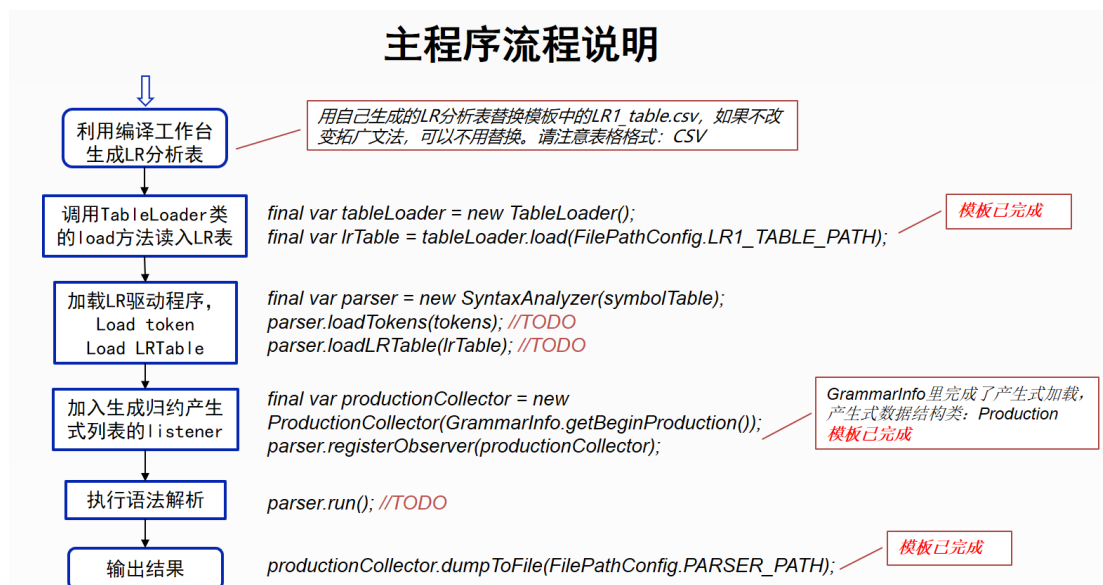 主程序流程说明
利用编译工作台
生成LR分析表
用自己生成的LR分析表替换模板中的LR1_table.csv，如果不改
变拓广文法，可以不用替换。请注意表格格式：CSV
调用TableLoader类
的load方法读入LR表
final var tableLoader = new TableLoader();
final var lrTable = tableLoader.load(FilePathConfig.LR1_TABLE_PATH);
模板已完成
加载LR驱动程序，
Load token
Load LRTable
final var parser = new SyntaxAnalyzer(symbolTable);
parser.loadTokens(tokens); //TODO
parser.loadLRTable(lrTable); //TODO
加入生成归约产生
式列表的listener
final var productionCollector = new
ProductionCollector(GrammarInfo.getBeginProduction());
parser.registerObserver(productionCollector);
GrammarInfo里完成了产生式加载，
产生式数据结构类：Production
模板已完成
执行语法解析
parser.run(); //TODO
输出结果
productionCollector.dumpToFile(FilePathConfig.PARSER_PATH);
模板已完成